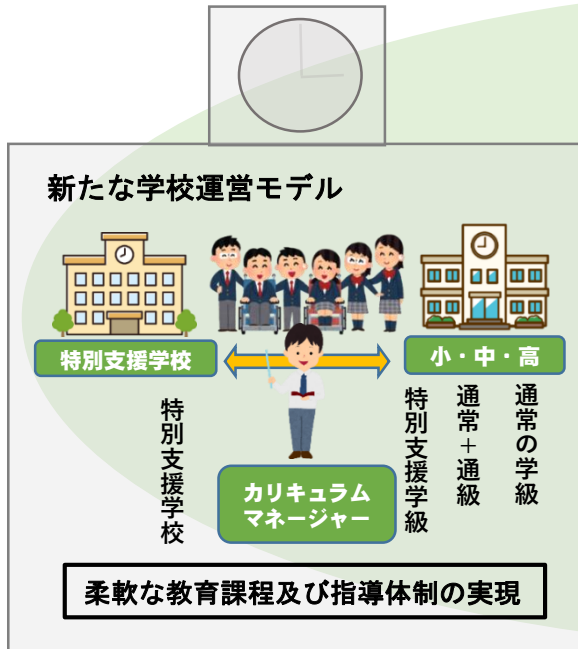 新たな学校運営モデル
特別支援学校
小・中・高
特別支援学校
カリキュラム
マネージャー
特別支援学級
通常＋通級
通常の学級
柔軟な教育課程及び指導体制の実現